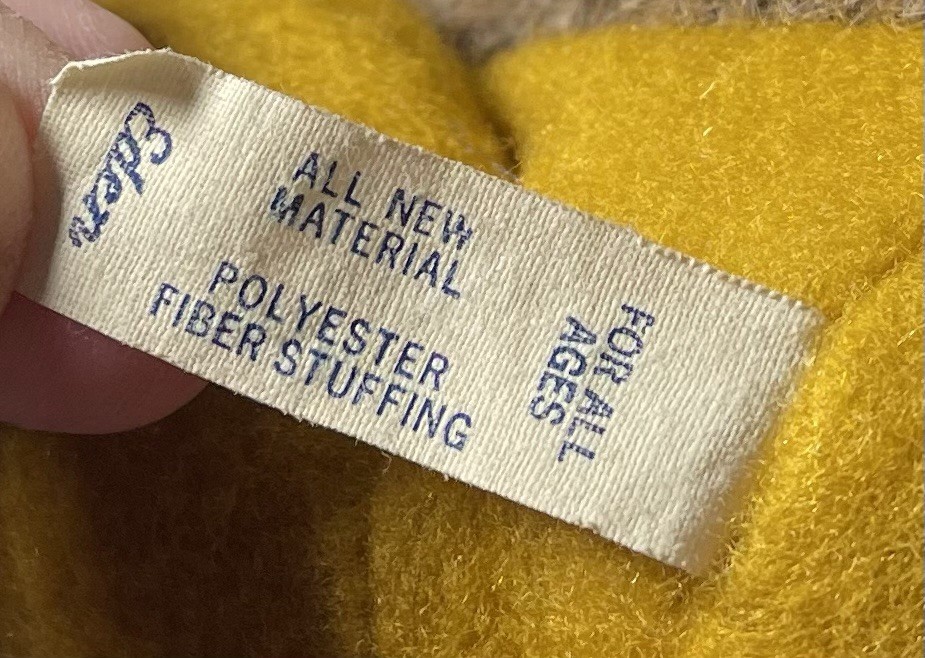 Eden
ALL NEW
MATERIAL
POLYESTER
FIBER STUFFING
FOR ALL
AGES